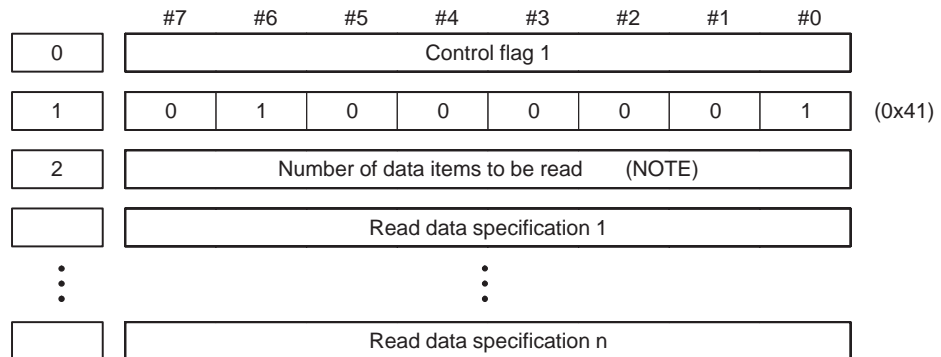 #7 #6 #5 #4 #3 #2 #1 #0
0 Control flag 1
1 0 1 0 0 0 0 0 1 (0x41)
2 Number of data items to be read (NOTE)
Read data specification 1
Read data specification n